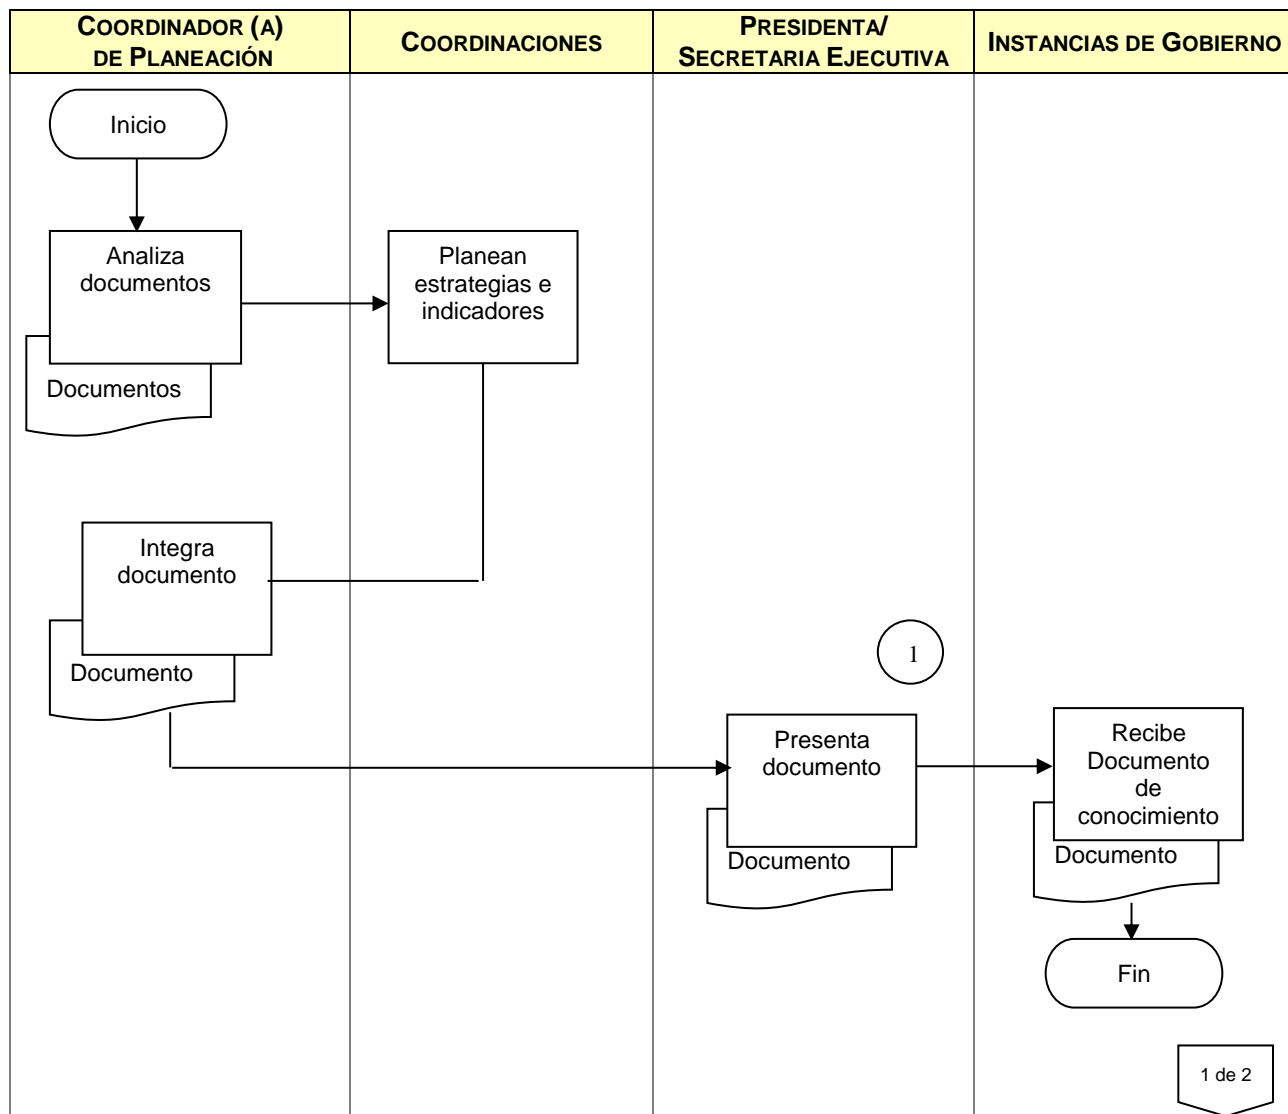 COORDINADOR (A)
DE PLANEACIÓN
COORDINACIONES
PRESIDENTA/
SECRETARIA EJECUTIVA
INSTANCIAS DE GOBIERNO
Inicio
Analiza
documentos
Documentos
Planean
estrategias e
indicadores
Integra
documento
Documento
1
Presenta
documento
Documento
Recibe
Documento
de
conocimiento
Documento
Fin
1 de 2